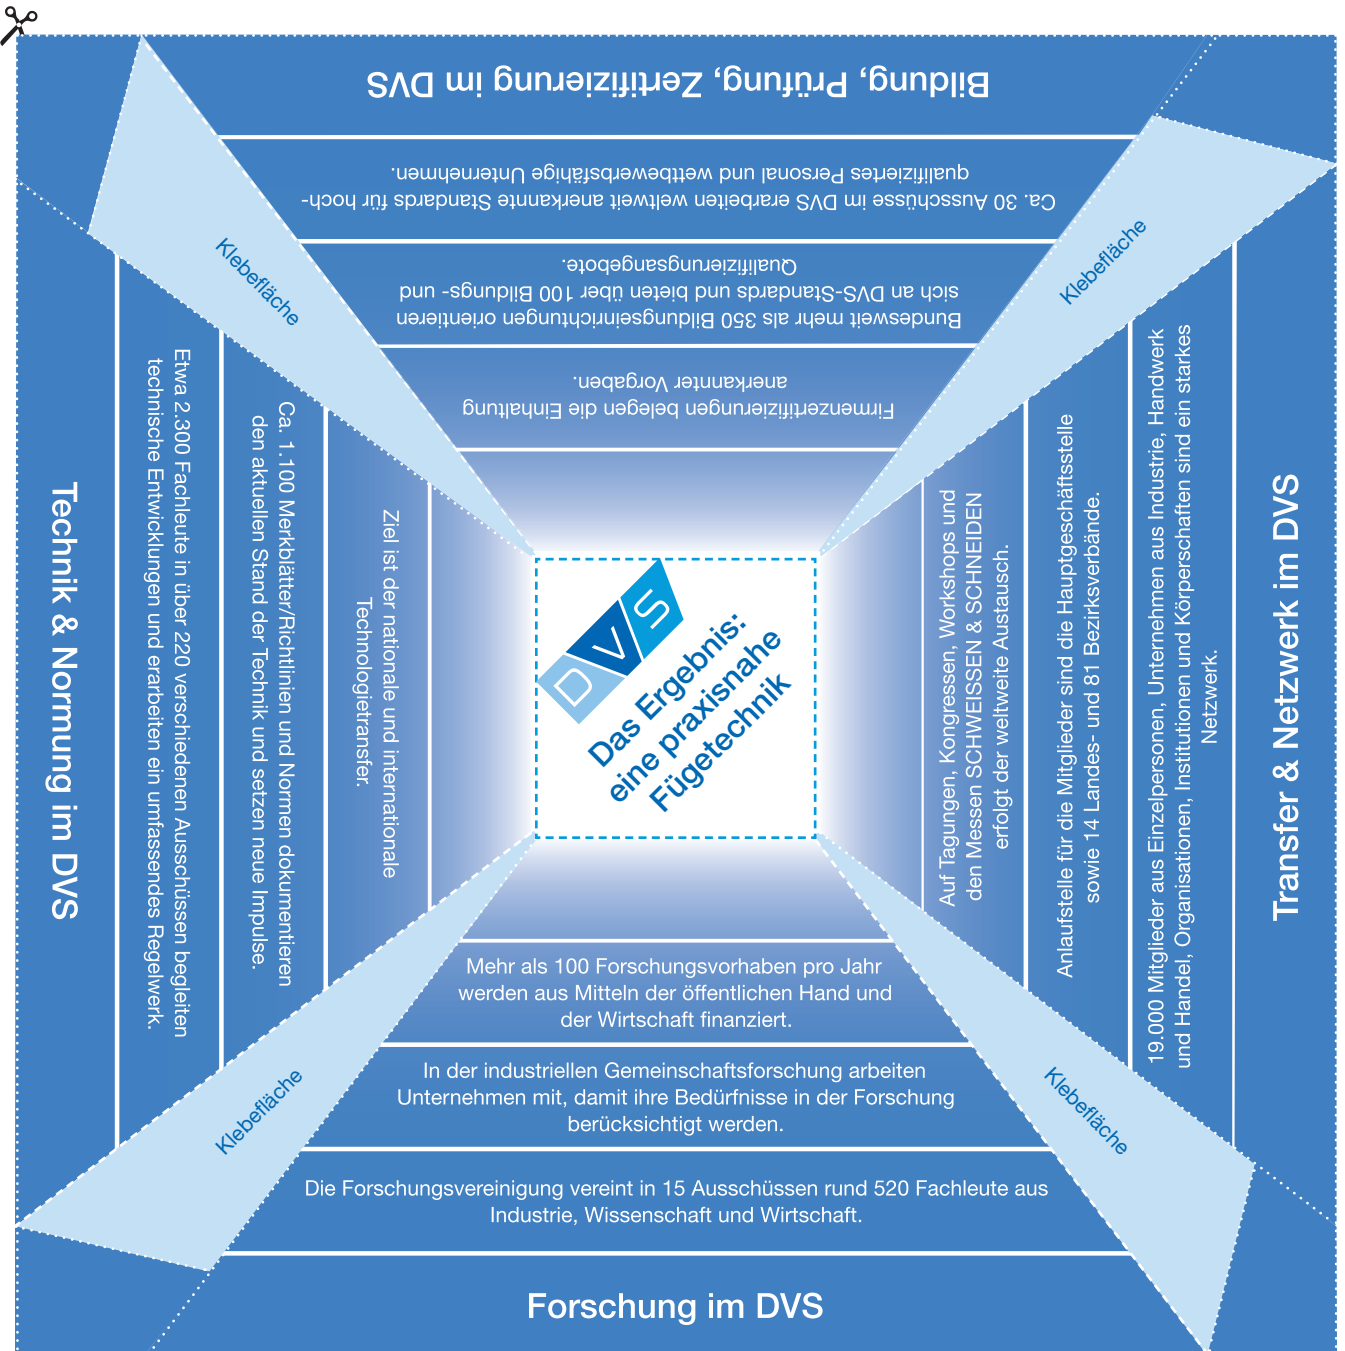 Bildung, Prüfung, Zertifizierung im DVS
Ca. 30 Ausschüsse im DVS erarbeiten weltweit anerkannte Standards für hoch-
qualifiziertes Personal und wettbewerbsfähige Unternehmen.
Bundesweit mehr als 350 Bildungseinrichtungen orientieren
sich an DVS-Standards und bieten über 100 Bildungs- und
Qualifizierungsangebote.
Firmenzertifizierungen belegen die Einhaltung
anerkannter Vorgaben.
Klebefläche
Klebefläche
Technik & Normung im DVS
Etwa 2.300 Fachleute in über 220 verschiedenen Ausschüssen begleiten
technische Entwicklungen und erarbeiten ein umfassendes Regelwerk.
Ca. 1.100 Merkblätter/Richtlinien und Normen dokumentieren
den aktuellen Stand der Technik und setzen neue Impulse.
Ziel ist der nationale und internationale
Technologietransfer.
DVS
Das Ergebnis:
eine praxisnahe
Fügetechnik
Auf Tagungen, Kongressen, Workshops und
den Messen SCHWEISSEN & SCHNEIDEN
erfolgt der weltweite Austausch.
Anlaufstelle für die Mitglieder sind die Hauptgeschäftsstelle
sowie 14 Landes- und 81 Bezirksverbände.
19.000 Mitglieder aus Einzelpersonen, Unternehmen aus Industrie, Handwerk
und Handel, Organisationen, Institutionen und Körperschaften sind ein starkes
Netzwerk.
Transfer & Netzwerk im DVS
Mehr als 100 Forschungsvorhaben pro Jahr
werden aus Mitteln der öffentlichen Hand und
der Wirtschaft finanziert.
In der industriellen Gemeinschaftsforschung arbeiten
Unternehmen mit, damit ihre Bedürfnisse in der Forschung
berücksichtigt werden.
Klebefläche
Klebefläche
Die Forschungsvereinigung vereint in 15 Ausschüssen rund 520 Fachleute aus
Industrie, Wissenschaft und Wirtschaft.
Forschung im DVS